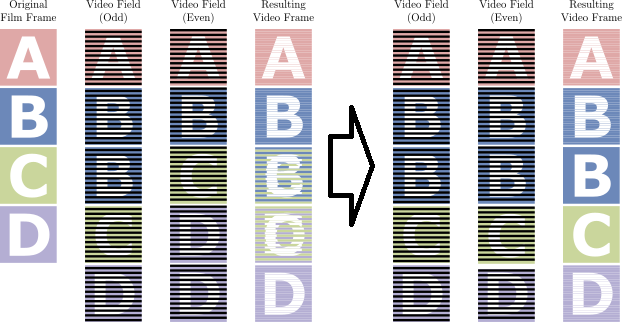 Original Video Field Video Field Resulting Video Field Video Field Resulting
Film Frame (Odd) (Even) Video Frame (Odd) (Even) Video Frame
A A A A A A A
B B B B B B B
C B C B B B B
D C D C C C C
D D D D D D